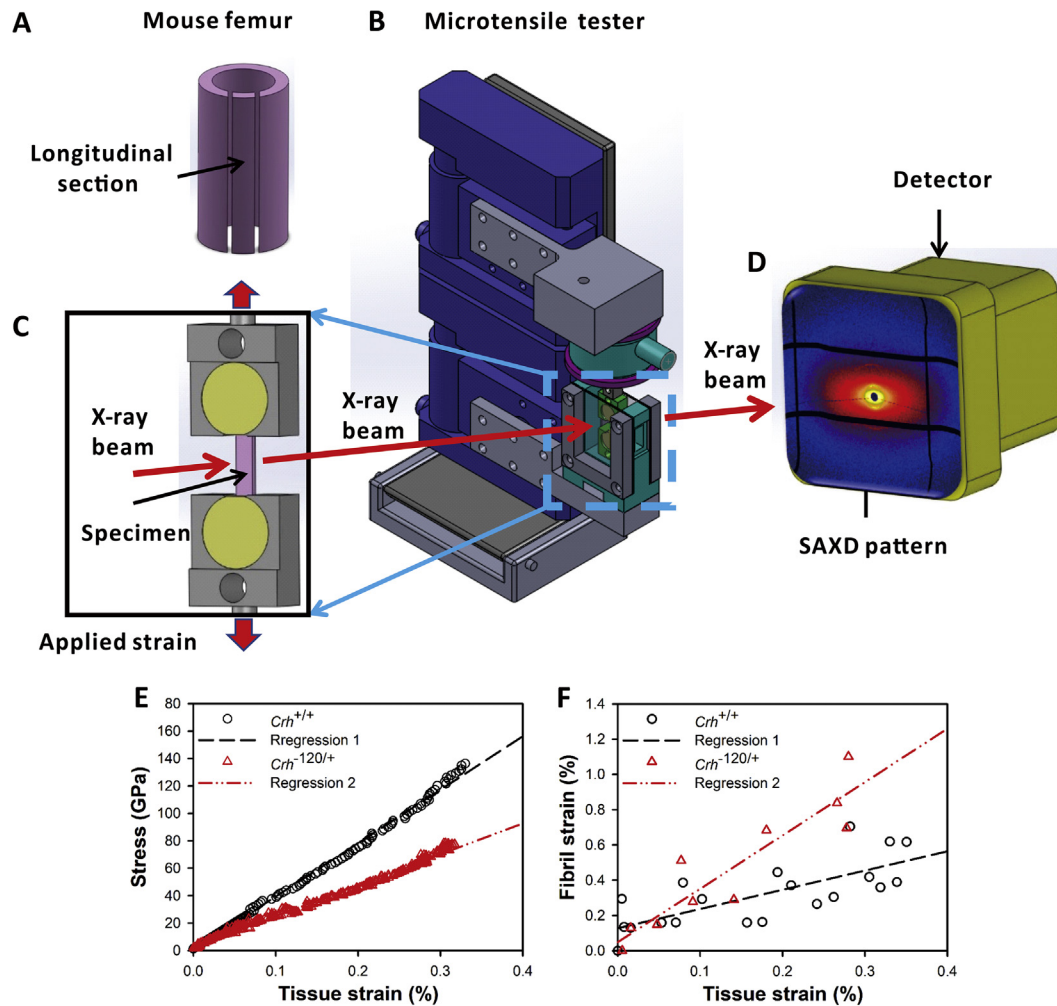 A
Mouse femur
B
Microtensile tester
Longitudinal
section
Detector
D
C
X-ray
beam
X-ray
beam
X-ray
beam
Specimen
SAXD pattern
Applied strain
E
80
160
140
120
100
80
60
40
20
0
Stress (GPa)
Crh+/+
Rregression 1
Crh-120/+
Regression 2
0.0 0.1 0.2 0.3 0.4
Tissue strain (%)
F
1.4
1.2
1.0
0.8
0.6
0.4
0.2
0.0
Fibril strain (%)
Crh+/+
Regression 1
Crh-120/+
Regression 2
0.0 0.1 0.2 0.3 0.4
Tissue strain (%)